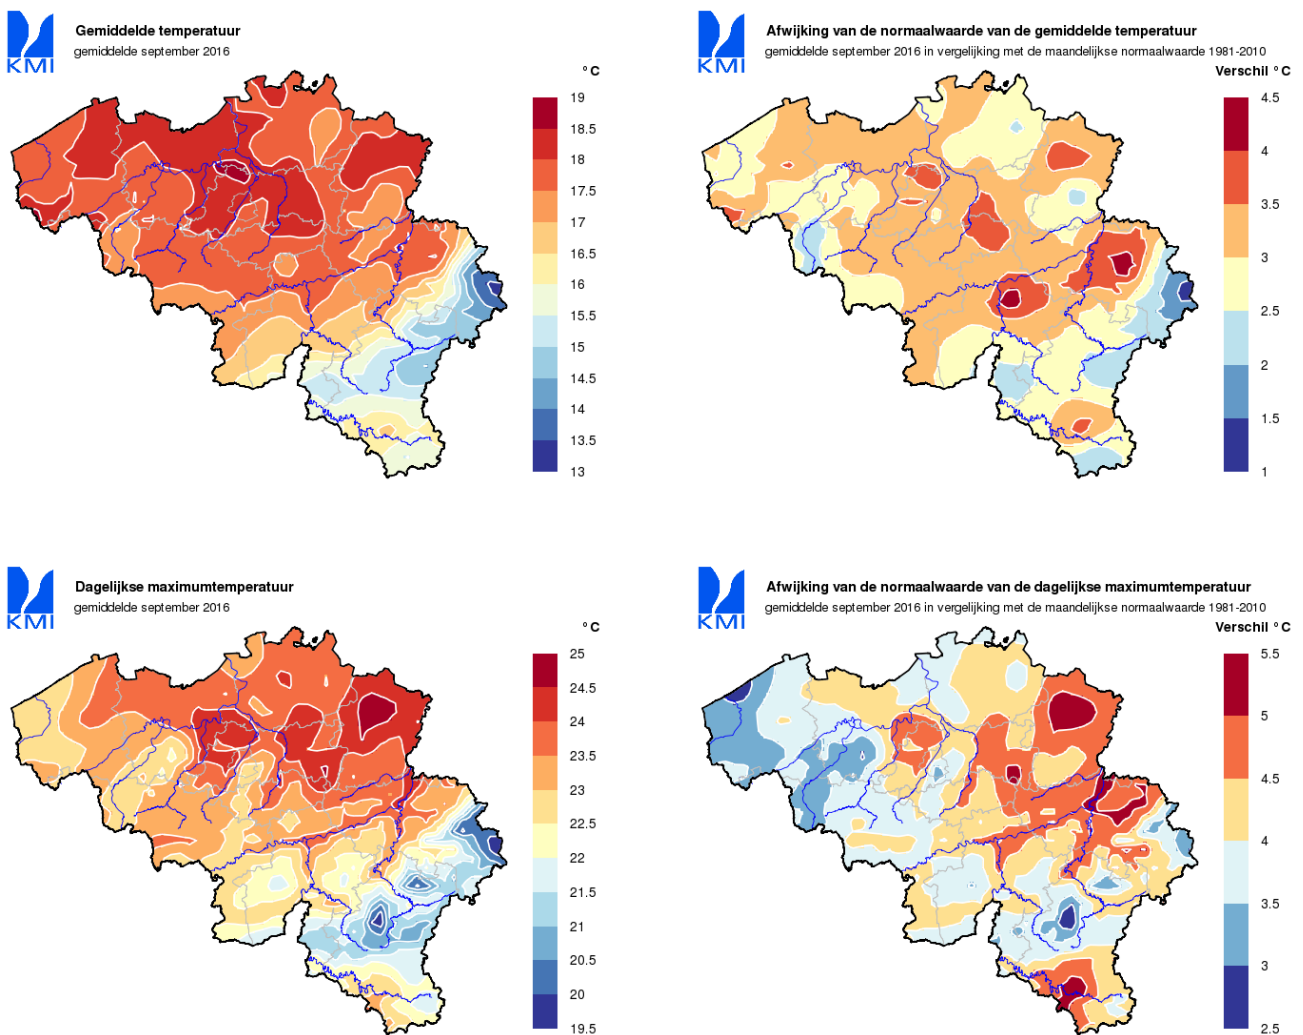 KMI
Gemiddelde temperatuur
gemiddelde september 2016
°C
19
18.5
18
17.5
17
16.5
16
15.5
15
14.5
14
13.5
13
KMI
Afwijking van de normaalwaarde van de gemiddelde temperatuur
gemiddelde september 2016 in vergelijking met de maandelijkse normaalwaarde 1981-2010
Verschil °C
4.5
4
3.5
3
2.5
2
1.5
1
KMI
Dagelijkse maximumtemperatuur
gemiddelde september 2016
°C
25
24.5
24
23.5
23
22.5
22
21.5
21
20.5
20
19.5
KMI
Afwijking van de normaalwaarde van de dagelijkse maximumtemperatuur
gemiddelde september 2016 in vergelijking met de maandelijkse normaalwaarde 1981-2010
Verschil °C
5.5
5
4.5
4
3.5
3
2.5